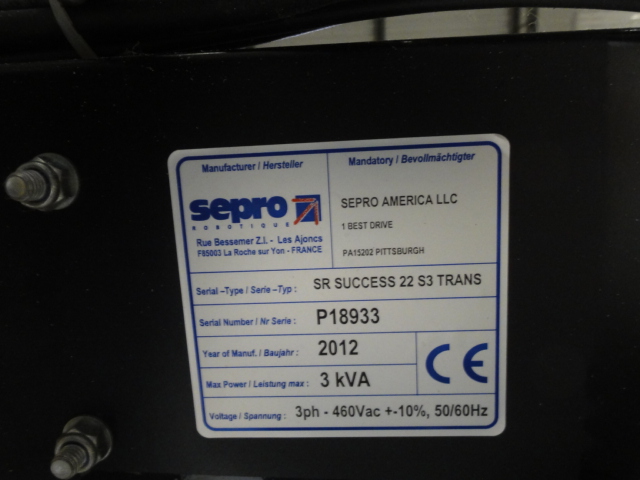 Manufacturer / Hersteller
sepro
ROBOTIQUE
Rue Bessemer Z.I. - Les Ajoncs
F85003 La Roche sur Yon - FRANCE
Mandatory / Bevollmächtigter
SEPRO AMERICA LLC
1 BEST DRIVE
PA15202 PITTSBURGH
Serial –Type / Serie –Typ : SR SUCCESS 22 S3 TRANS
Serial Number / Nr Serie : P18933
Year of Manuf. / Baujahr : 2012
Max Power / Leistung max : 3 kVA
CE
Voltage / Spannung : 3ph - 460Vac +-10%, 50/60Hz